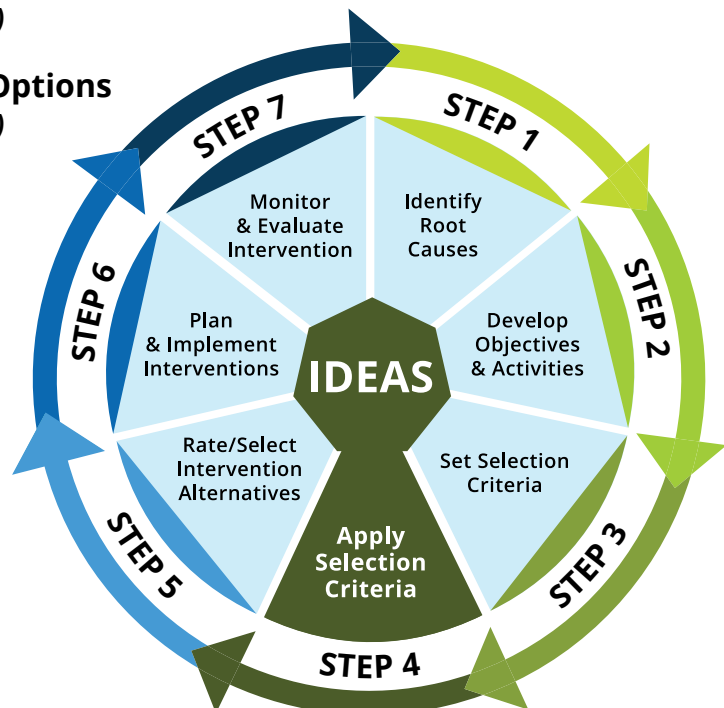 )
Options
)
STEP 1
Identify
Root
Causes
STEP 2
Develop
Objectives
& Activities
STEP 3
Set Selection
Criteria
STEP 4
Apply
Selection
Criteria
STEP 5
Rate/Select
Intervention
Alternatives
STEP 6
Plan
& Implement
Interventions
STEP 7
Monitor
& Evaluate
Intervention
IDEAS